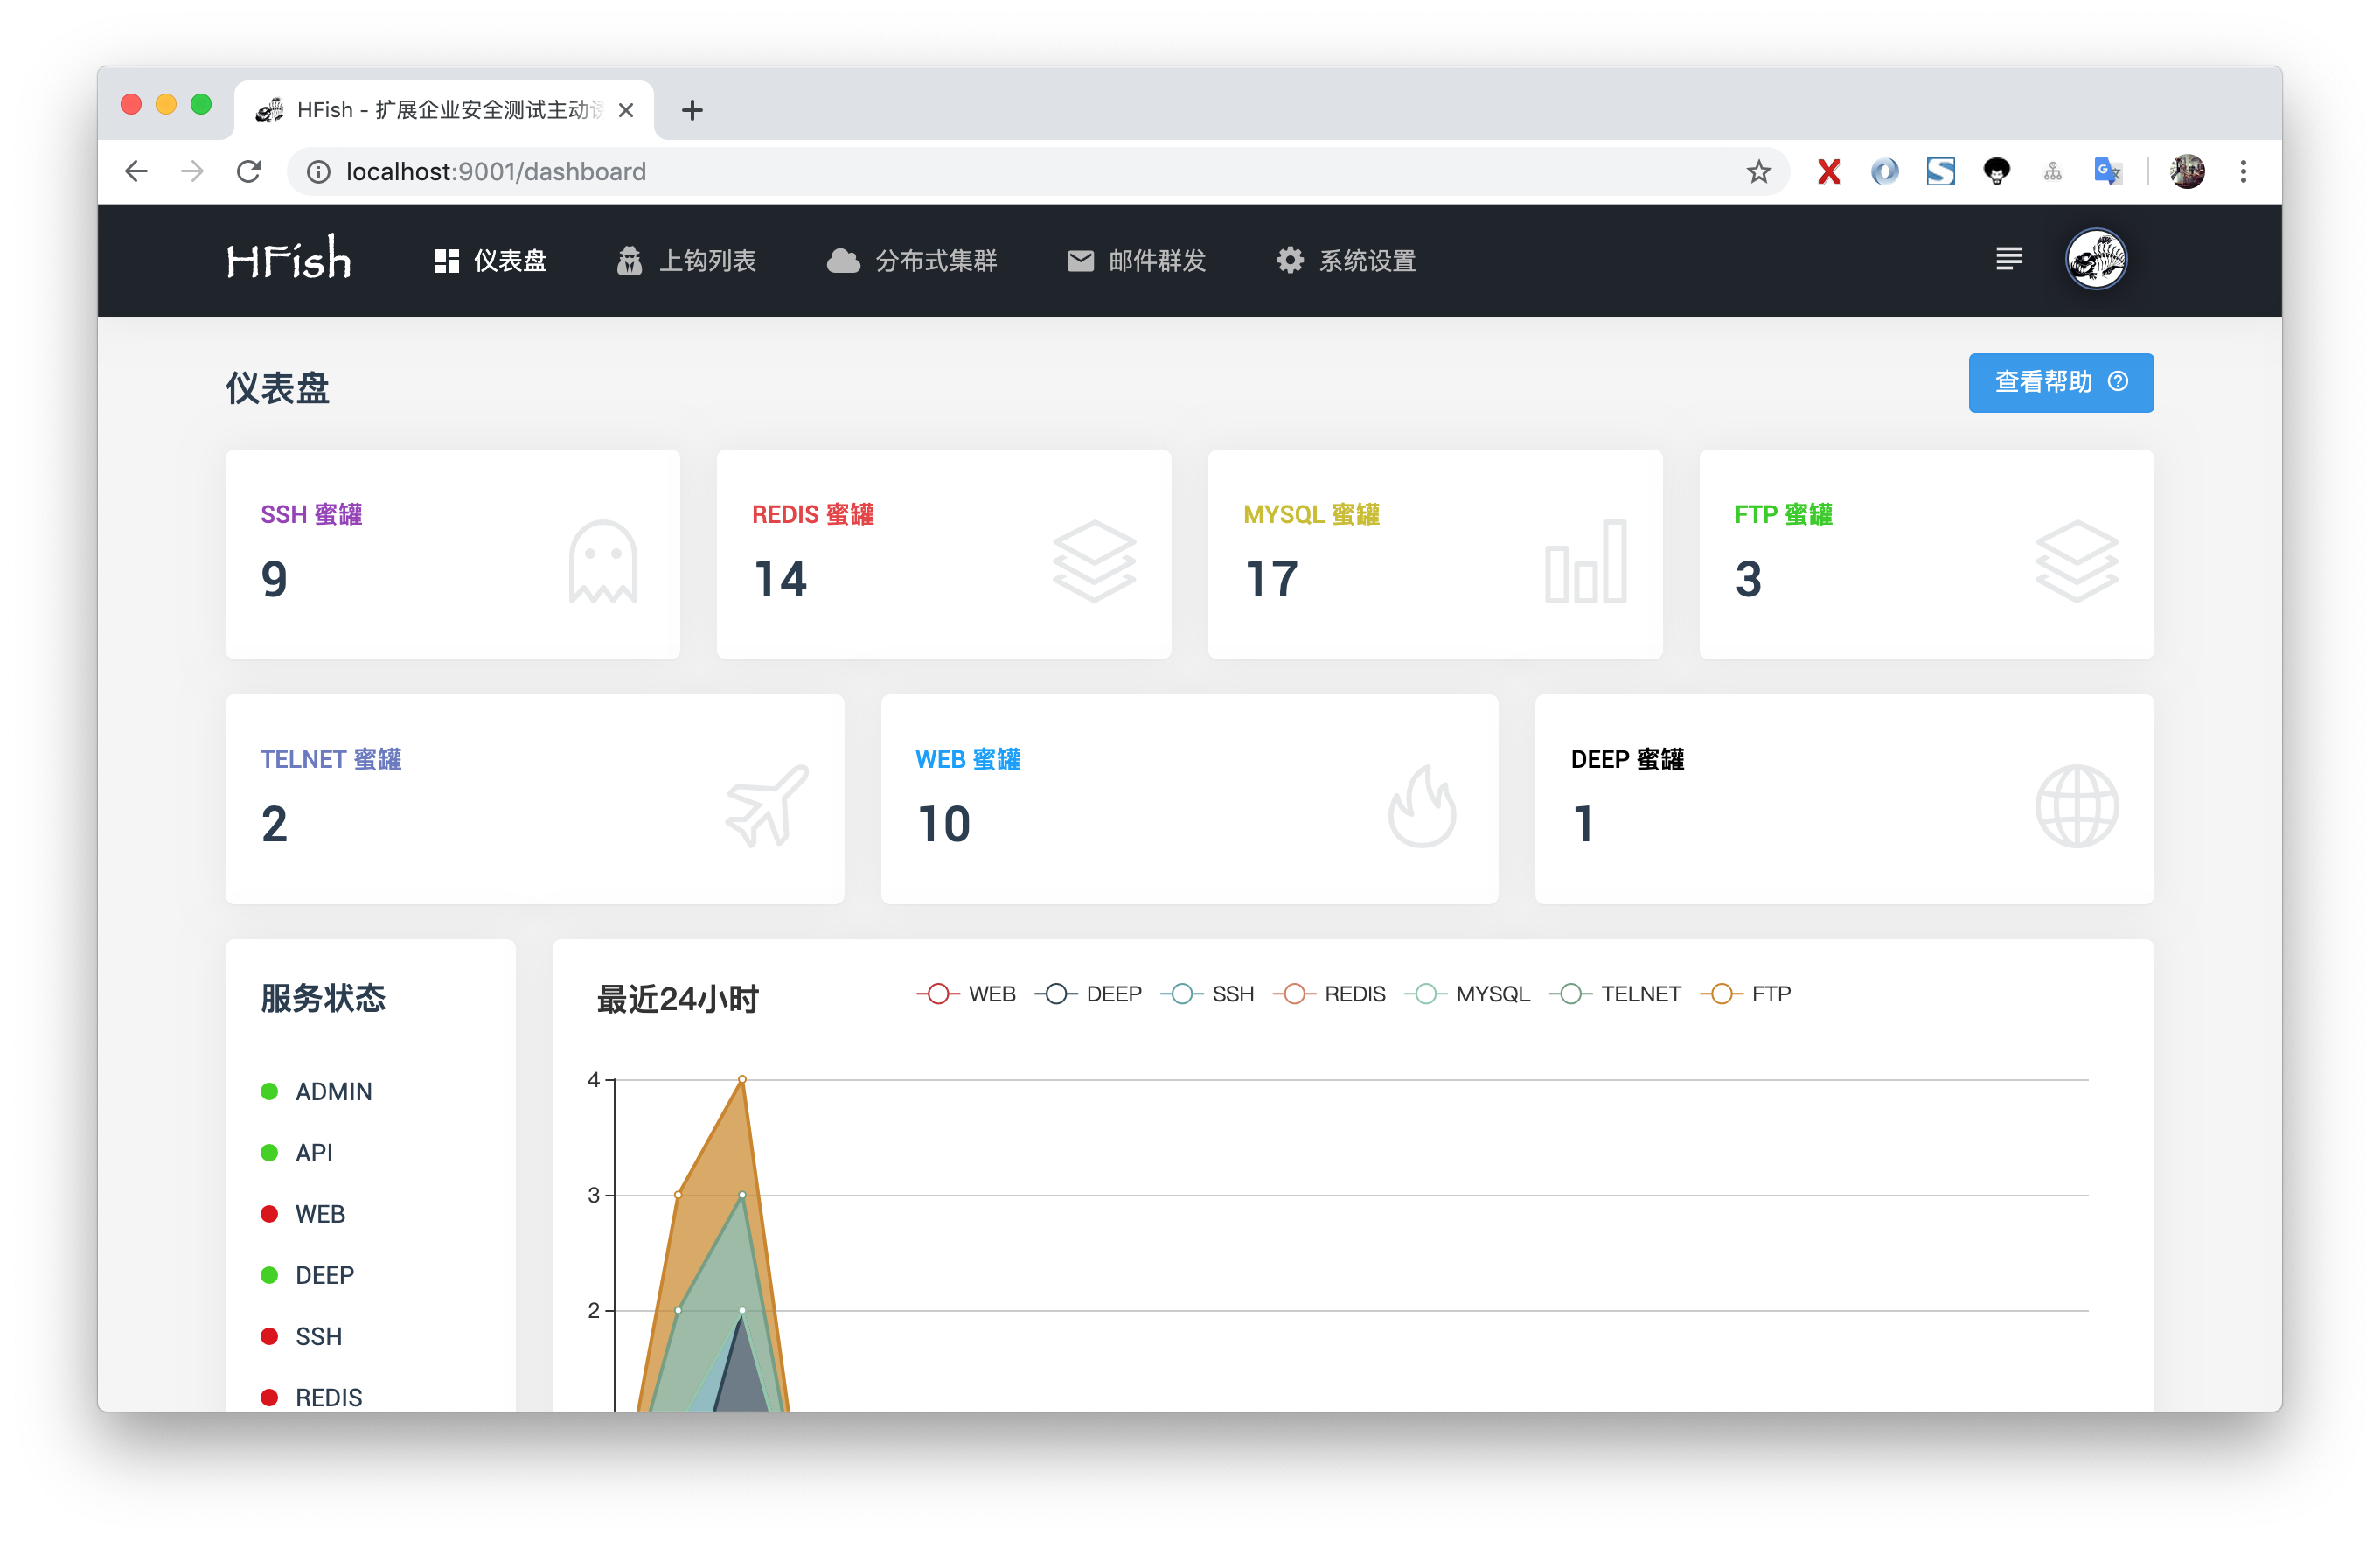 HFish - 扩展企业安全测试主动
localhost:9001/dashboard
HFish
仪表盘
上钩列表
分布式集群
邮件群发
系统设置
仪表盘
查看帮助
SSH 蜜罐
9
REDIS 蜜罐
14
MYSQL 蜜罐
17
FTP 蜜罐
3
TELNET 蜜罐
2
WEB 蜜罐
10
DEEP 蜜罐
1
服务状态
ADMIN
API
WEB
DEEP
SSH
REDIS
最近24小时
WEB DEEP SSH REDIS MYSQL TELNET FTP
4
3
2